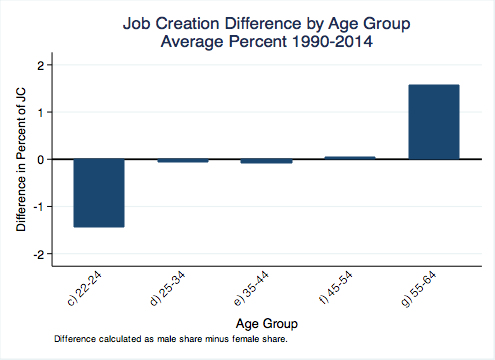 Job Creation Difference by Age Group
Average Percent 1990-2014
Difference in Percent of JC
2
1
0
-1
-2
c) 22-24
d) 25-34
e) 35-44
f) 45-54
g) 55-64
Age Group
Difference calculated as male share minus female share.